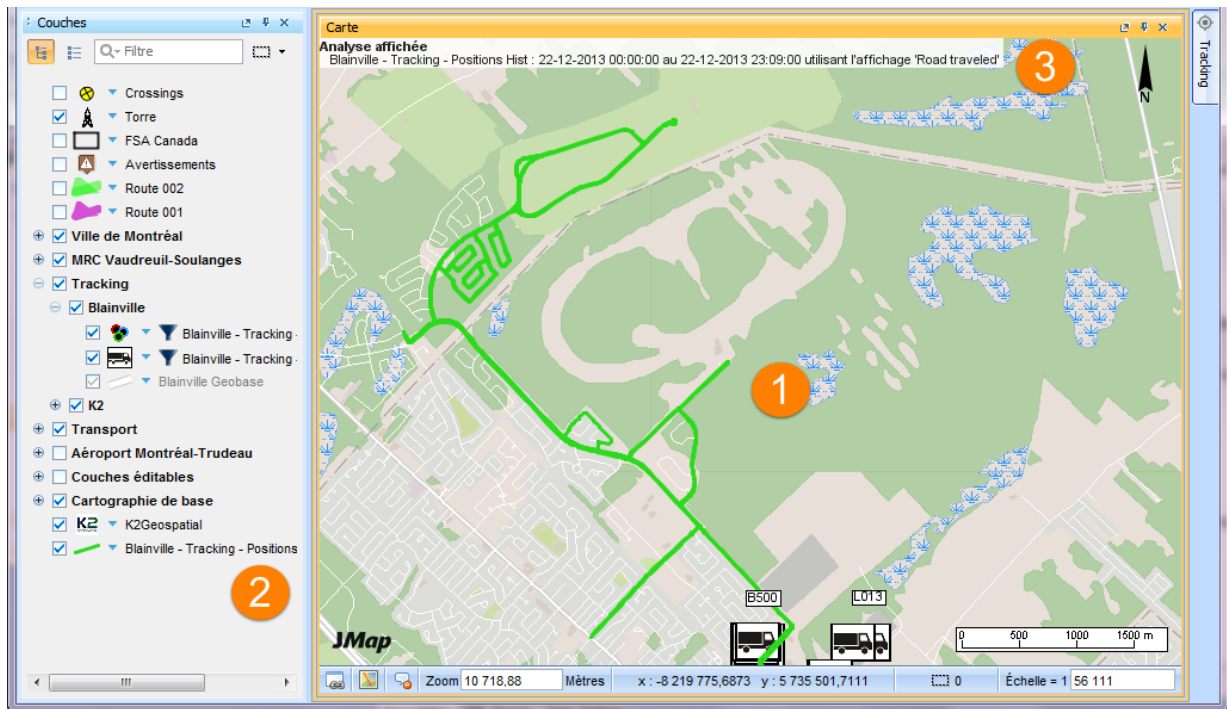 Couches
Filtre
Crossings
Torre
FSA Canada
Avertissements
Route 002
Route 001
Ville de Montréal
MRC Vaudreuil-Soulanges
Tracking
Blainville
Blainville - Tracking -
Blainville - Tracking -
Blainville Geobase
K2
Transport
Aéroport Montréal-Trudeau
Couches éditables
Cartographie de base
K2 K2Geospatial
Blainville - Tracking - Positions
2
Carte
Analyse affichée
Blainville - Tracking - Positions Hist : 22-12-2013 00:00:00 au 22-12-2013 23:09:00 utilisant l'affichage 'Road traveled'
3
N
1
B500
L013
JMap
0 500 1000 1500 m
Zoom 10 718,88 Mètres x : -8 219 775,6873 y : 5 735 501,7111 0 Échelle = 1 56 111
Tracking